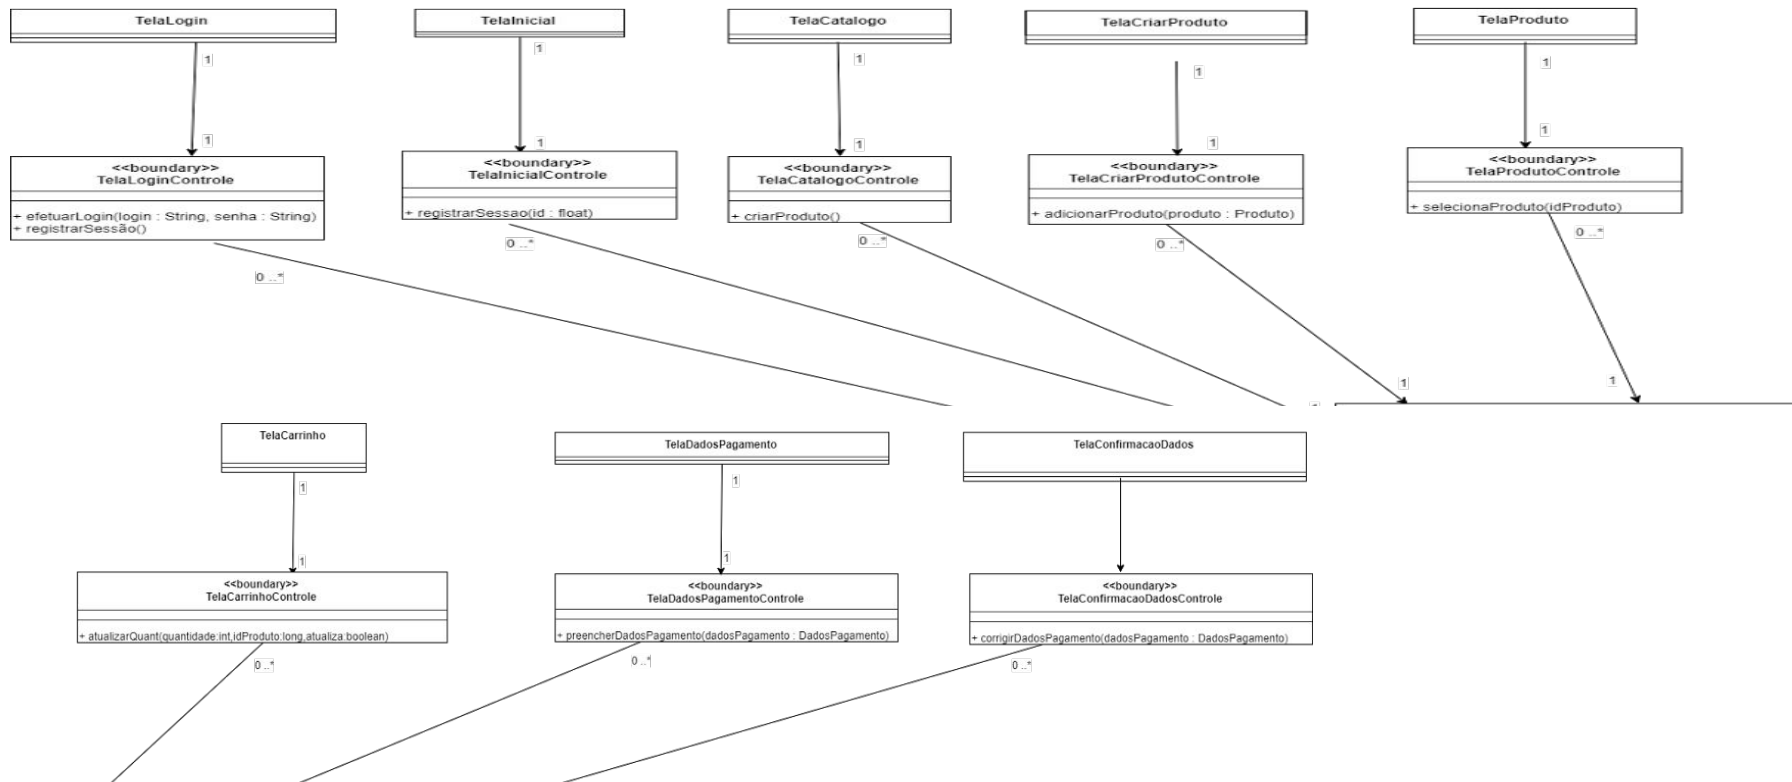 TelaLogin
TelaInicial
TelaCatalogo
TelaCriarProduto
TelaProduto
1
1
1
1
1
1
1
1
1
1
<<boundary>>
TelaLoginControle
+ efetuarLogin(login : String, senha : String)
+ registrarSessão()
<<boundary>>
TelaInicialControle
+ registrarSessao(id : float)
<<boundary>>
TelaCatalogoControle
+ criarProduto()
<<boundary>>
TelaCriarProdutoControle
+ adicionarProduto(produto : Produto)
<<boundary>>
TelaProdutoControle
+ selecionaProduto(idProduto)
0 ..*
0 ..*
0 ..*
0 ..*
0 ..*
1
1
TelaCarrinho
TelaDadosPagamento
TelaConfirmacaoDados
1
1
1
1
<<boundary>>
TelaCarrinhoControle
+ atualizarQuant(quantidade:int,idProduto:long,atualiza:boolean)
<<boundary>>
TelaDadosPagamentoControle
+ preencherDadosPagamento(dadosPagamento : DadosPagamento)
<<boundary>>
TelaConfirmacaoDadosControle
+ corrigirDadosPagamento(dadosPagamento : DadosPagamento)
0 ..*
0 ..*
0 ..*